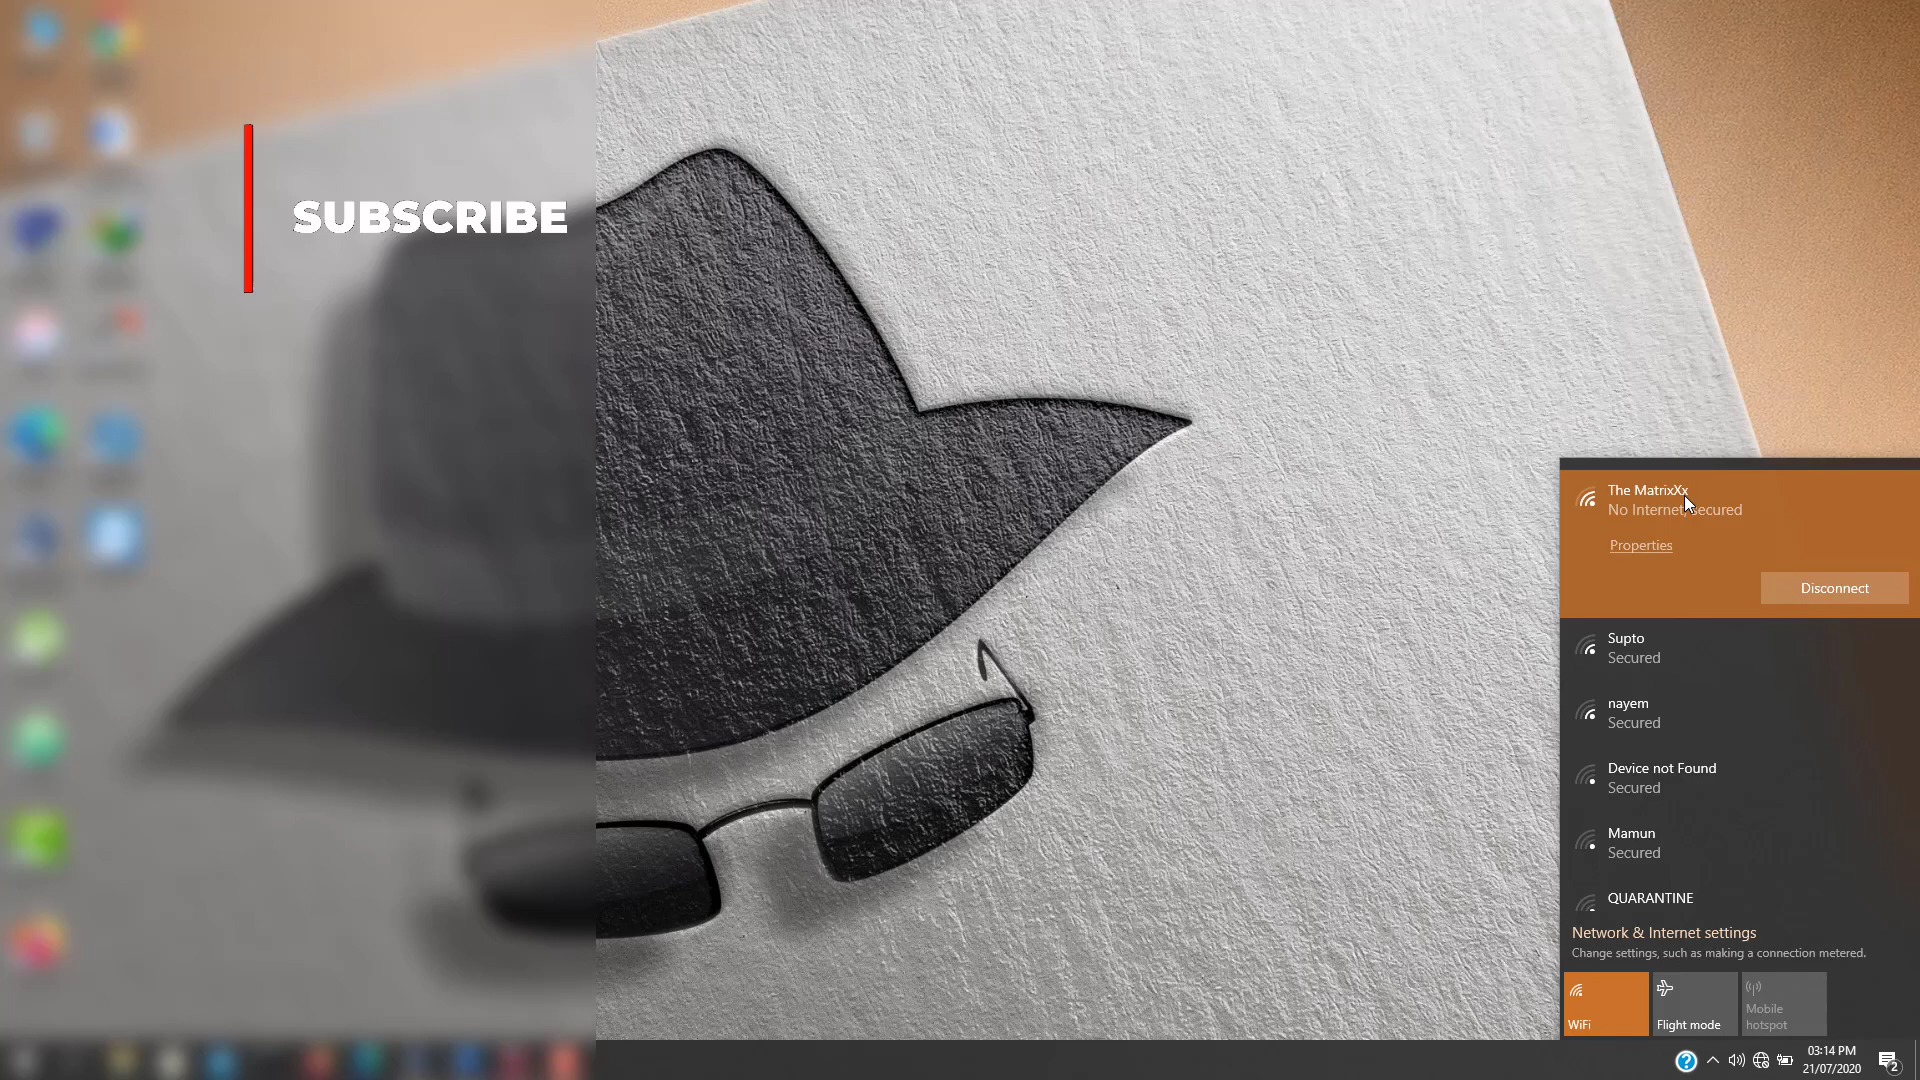 SUBSCRIBE
The MatrixXx
No Internet, secured
Properties
Disconnect
Supto
Secured
nayem
Secured
Device not Found
Secured
Mamun
Secured
QUARANTINE
Network & Internet settings
Change settings, such as making a connection metered.
WiFi
Flight mode
Mobile
hotspot
03:14 PM
21/07/2020
2